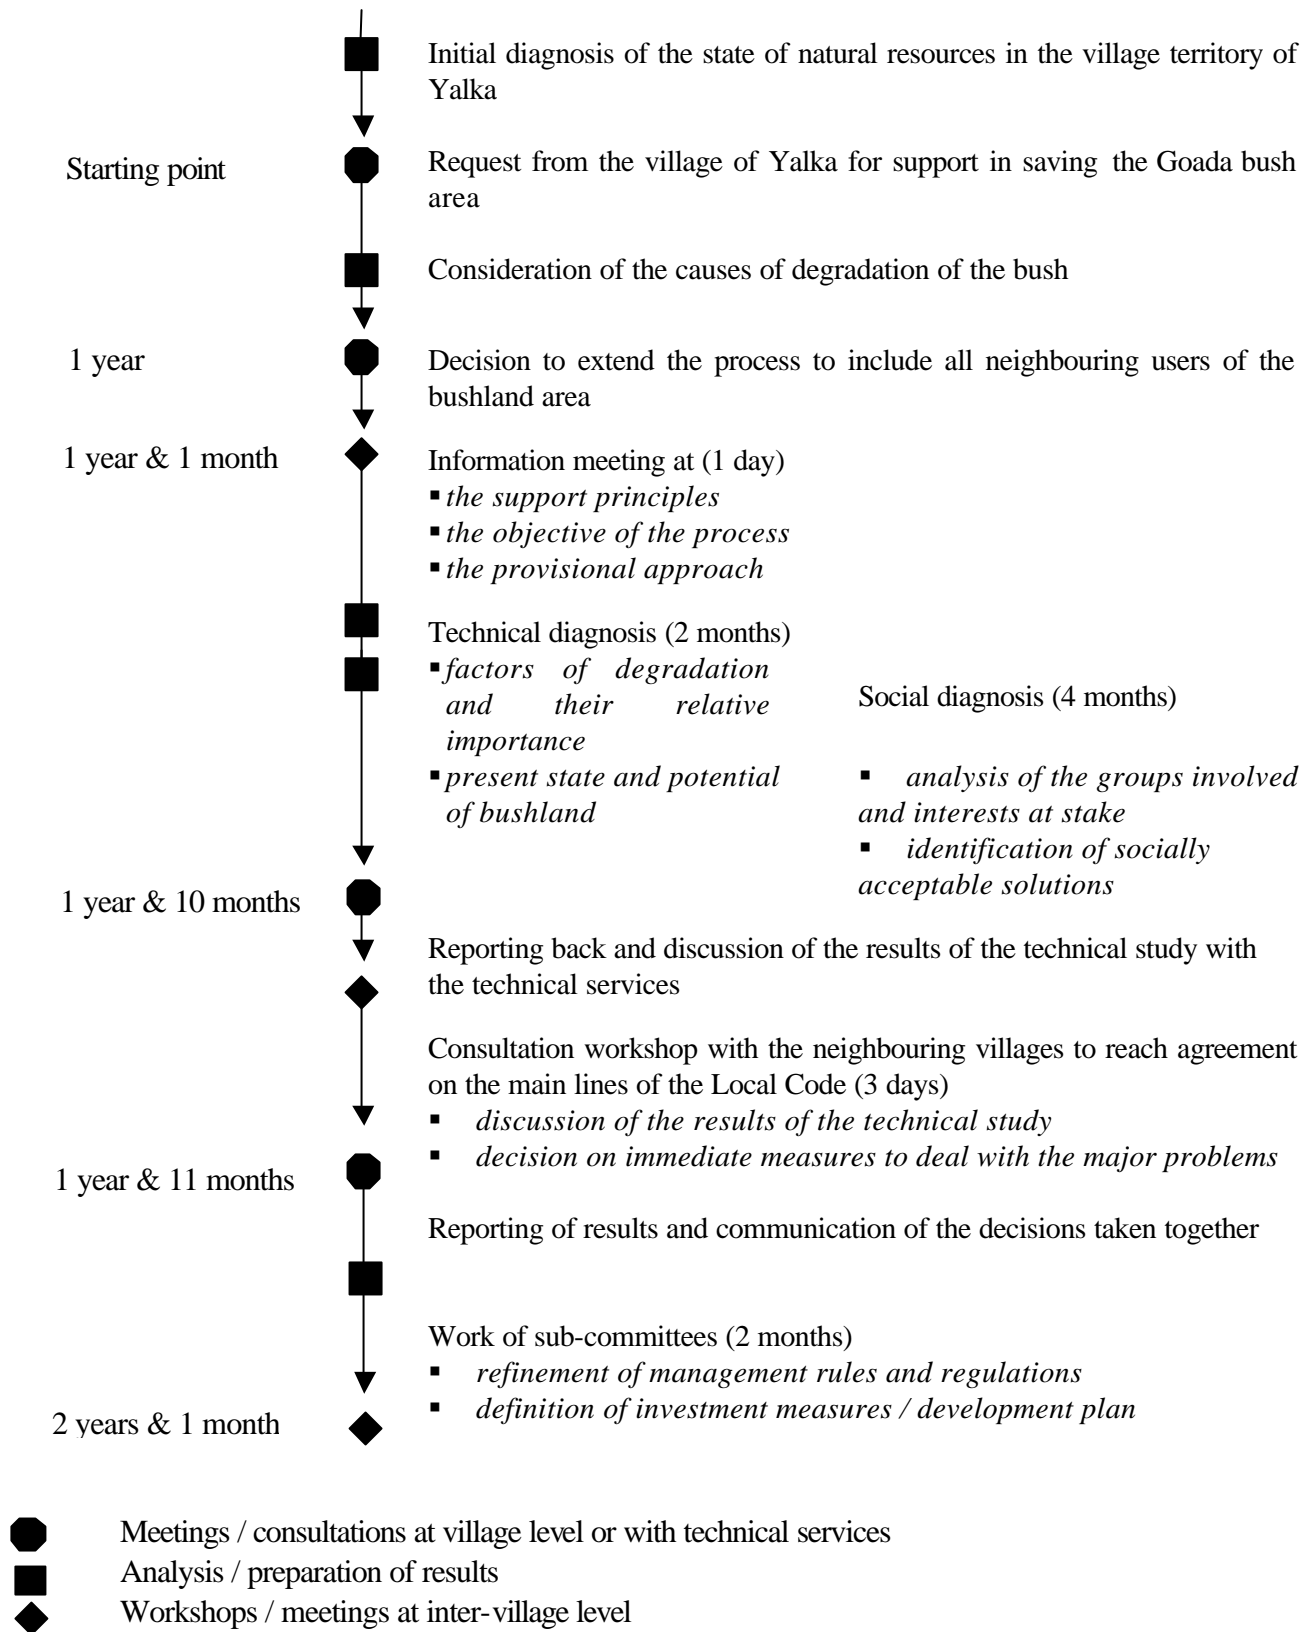 Initial diagnosis of the state of natural resources in the village territory of
Yalka
Starting point
Request from the village of Yalka for support in saving the Goada bush
area
Consideration of the causes of degradation of the bush
1 year
Decision to extend the process to include all neighbouring users of the
bushland area
1 year & 1 month
Information meeting at (1 day)
▪ the support principles
▪ the objective of the process
▪ the provisional approach
Technical diagnosis (2 months)
▪ factors of degradation
and their relative
importance
▪ present state and potential
of bushland
Social diagnosis (4 months)
▪ analysis of the groups involved
and interests at stake
▪ identification of socially
acceptable solutions
1 year & 10 months
Reporting back and discussion of the results of the technical study with
the technical services
Consultation workshop with the neighbouring villages to reach agreement
on the main lines of the Local Code (3 days)
▪ discussion of the results of the technical study
▪ decision on immediate measures to deal with the major problems
1 year & 11 months
Reporting of results and communication of the decisions taken together
Work of sub-committees (2 months)
▪ refinement of management rules and regulations
▪ definition of investment measures / development plan
2 years & 1 month
Meetings / consultations at village level or with technical services
Analysis / preparation of results
Workshops / meetings at inter-village level